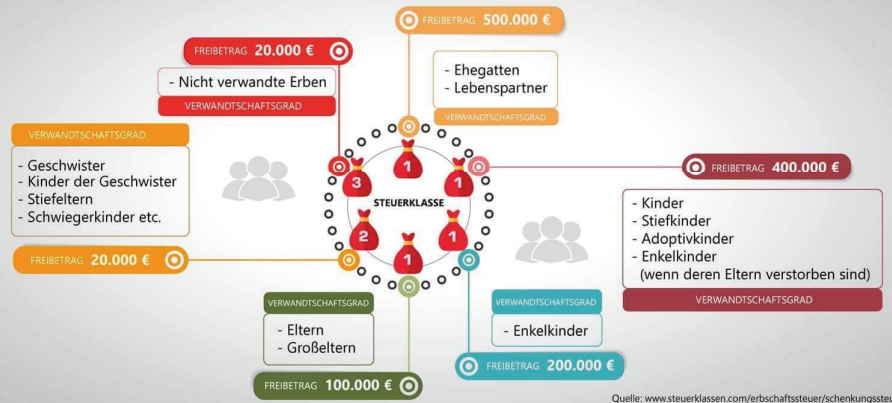 FREIBETRAG 500.000 €
- Ehegatten
- Lebenspartner
VERWANDTSCHAFTSGRAD
FREIBETRAG 20.000 €
- Nicht verwandte Erben
VERWANDTSCHAFTSGRAD
VERWANDTSCHAFTSGRAD
- Geschwister
- Kinder der Geschwister
- Stiefeltern
- Schwiegerkinder etc.
FREIBETRAG 20.000 €
3
1
1
STEUERKLASSE
2
1
1
FREIBETRAG 400.000 €
- Kinder
- Stiefkinder
- Adoptivkinder
- Enkelkinder
(wenn deren Eltern verstorben sind)
VERWANDTSCHAFTSGRAD
VERWANDTSCHAFTSGRAD
- Eltern
- Großeltern
FREIBETRAG 100.000 €
VERWANDTSCHAFTSGRAD
- Enkelkinder
FREIBETRAG 200.000 €
Quelle: www.steuerklassen.com/erbschaftssteuer/schenkungssteu